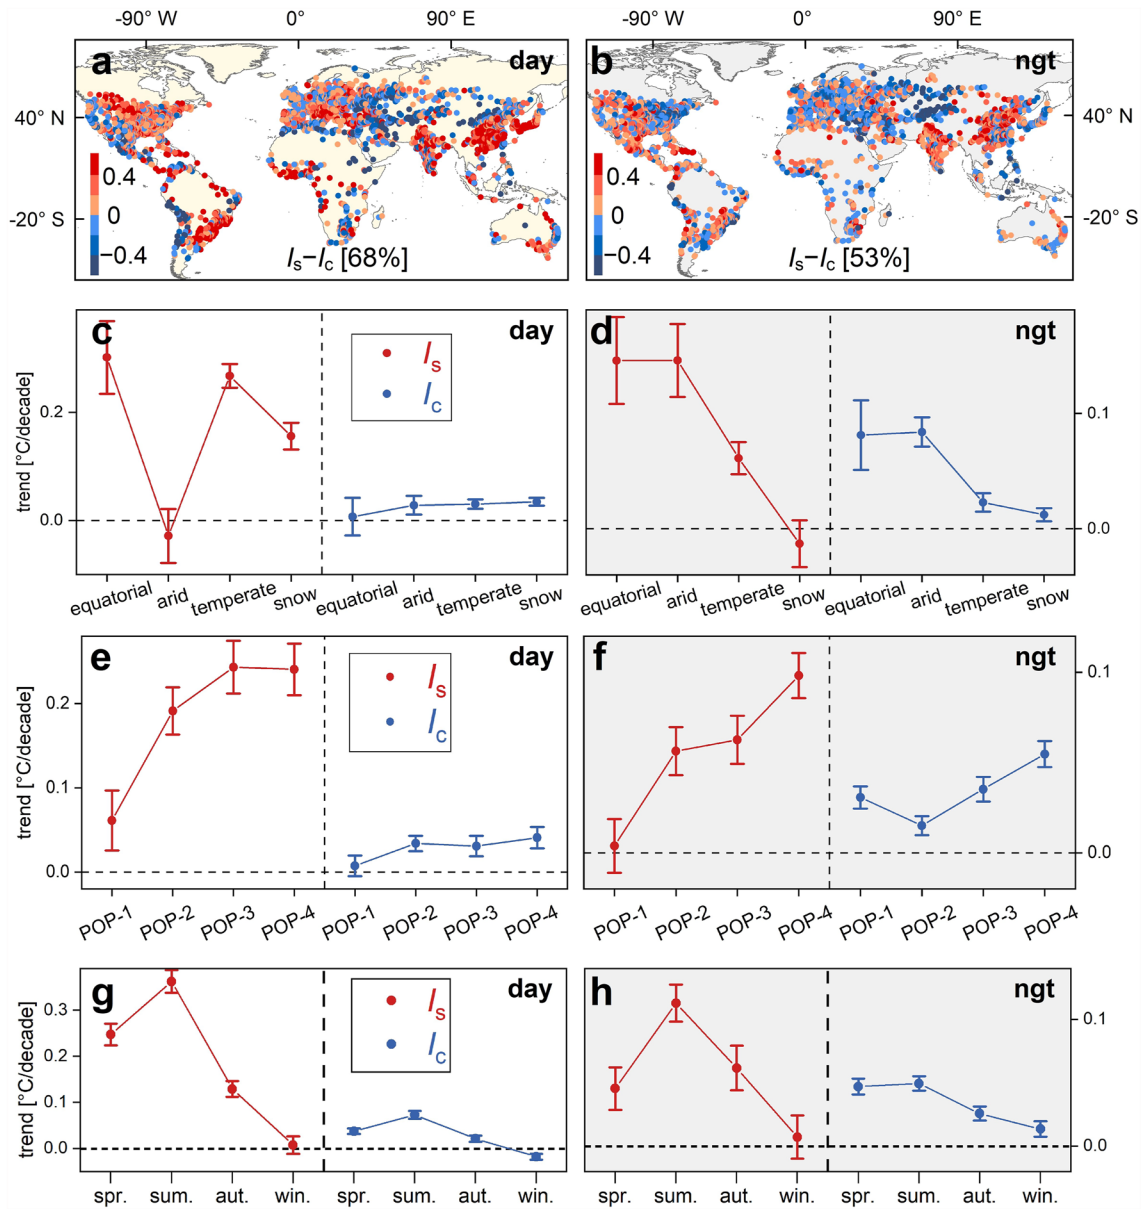 -90° W 0° 90° E -90° W 0° 90° E
a day b ngt
40° N 40° N
0.4 0.4
0 0
-20° S -20° S
−0.4 Is−Ic [68%] −0.4 Is−Ic [53%]
c day d ngt
Is
Ic
trend [°C/decade]
0.2 0.1
0.0 0.0
equatorial arid temperate snow equatorial arid temperate snow equatorial arid temperate snow equatorial arid temperate snow
e day f ngt
Is
Ic
trend [°C/decade]
0.2 0.1
0.1
0.0 0.0
POP-1 POP-2 POP-3 POP-4 POP-1 POP-2 POP-3 POP-4 POP-1 POP-2 POP-3 POP-4 POP-1 POP-2 POP-3 POP-4
g day h ngt
Is
Ic
trend [°C/decade]
0.3 0.1
0.2
0.1
0.0 0.0
spr. sum. aut. win. spr. sum. aut. win. spr. sum. aut. win. spr. sum. aut. win.